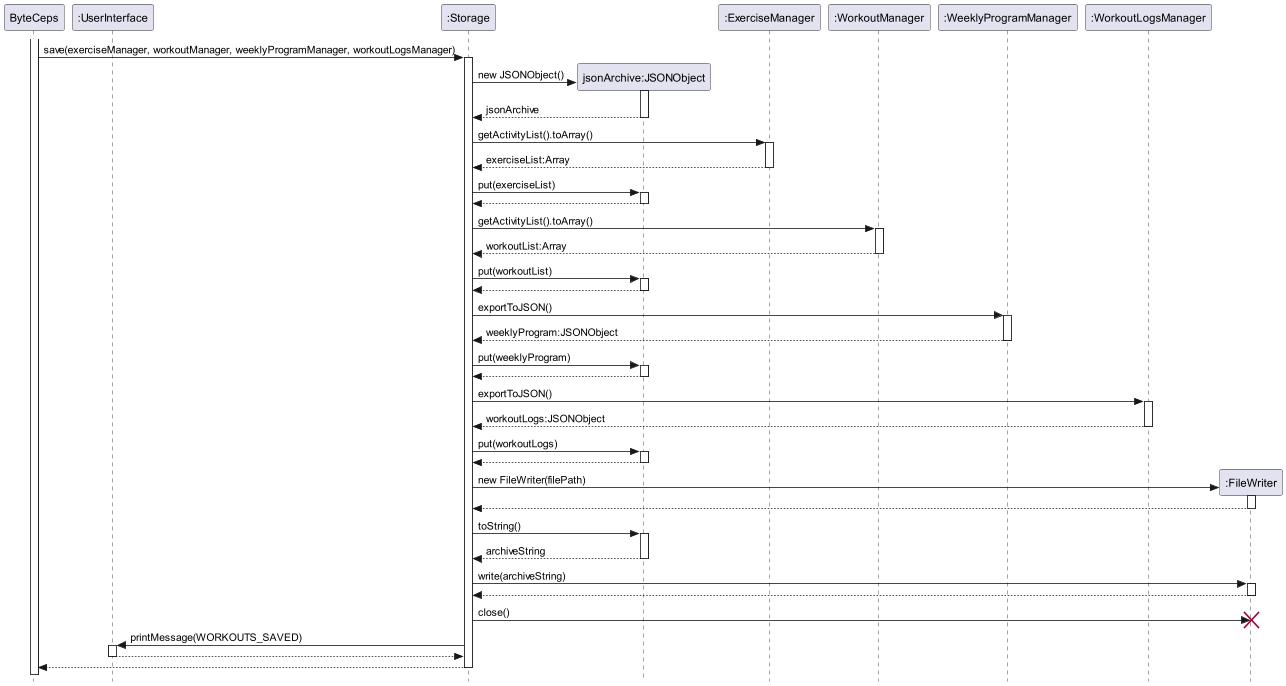 ByteCeps :UserInterface :Storage :ExerciseManager :WorkoutManager :WeeklyProgramManager :WorkoutLogsManager
save(exerciseManager, workoutManager, weeklyProgramManager, workoutLogsManager)
new JSONObject() jsonArchive:JSONObject
jsonArchive
getActivityList().toArray()
exerciseList:Array
put(exerciseList)
getActivityList().toArray()
workoutList:Array
put(workoutList)
exportToJSON()
weeklyProgram:JSONObject
put(weeklyProgram)
exportToJSON()
workoutLogs:JSONObject
put(workoutLogs)
new FileWriter(filePath) :FileWriter
toString()
archiveString
write(archiveString)
close()
printMessage(WORKOUTS_SAVED)